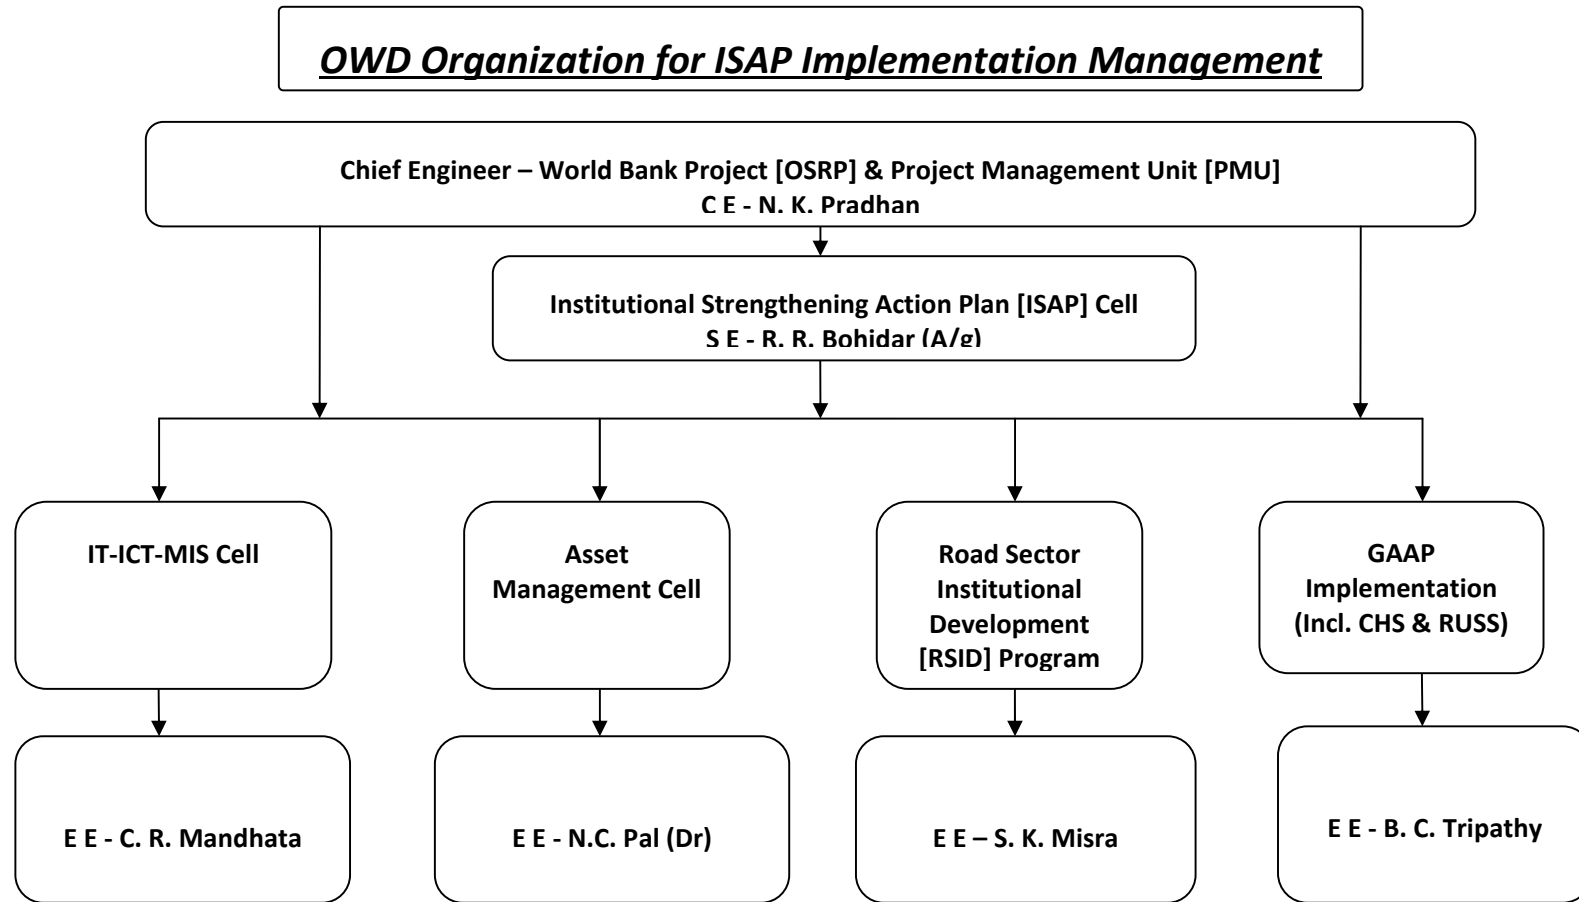 OWD Organization for ISAP Implementation Management
Chief Engineer – World Bank Project [OSRP] & Project Management Unit [PMU]
C E - N. K. Pradhan
Institutional Strengthening Action Plan [ISAP] Cell
S E - R. R. Bohidar (A/g)
IT-ICT-MIS Cell
Asset
Management Cell
Road Sector
Institutional
Development
[RSID] Program
GAAP
Implementation
(Incl. CHS & RUSS)
E E - C. R. Mandhata
E E - N.C. Pal (Dr)
E E – S. K. Misra
E E - B. C. Tripathy